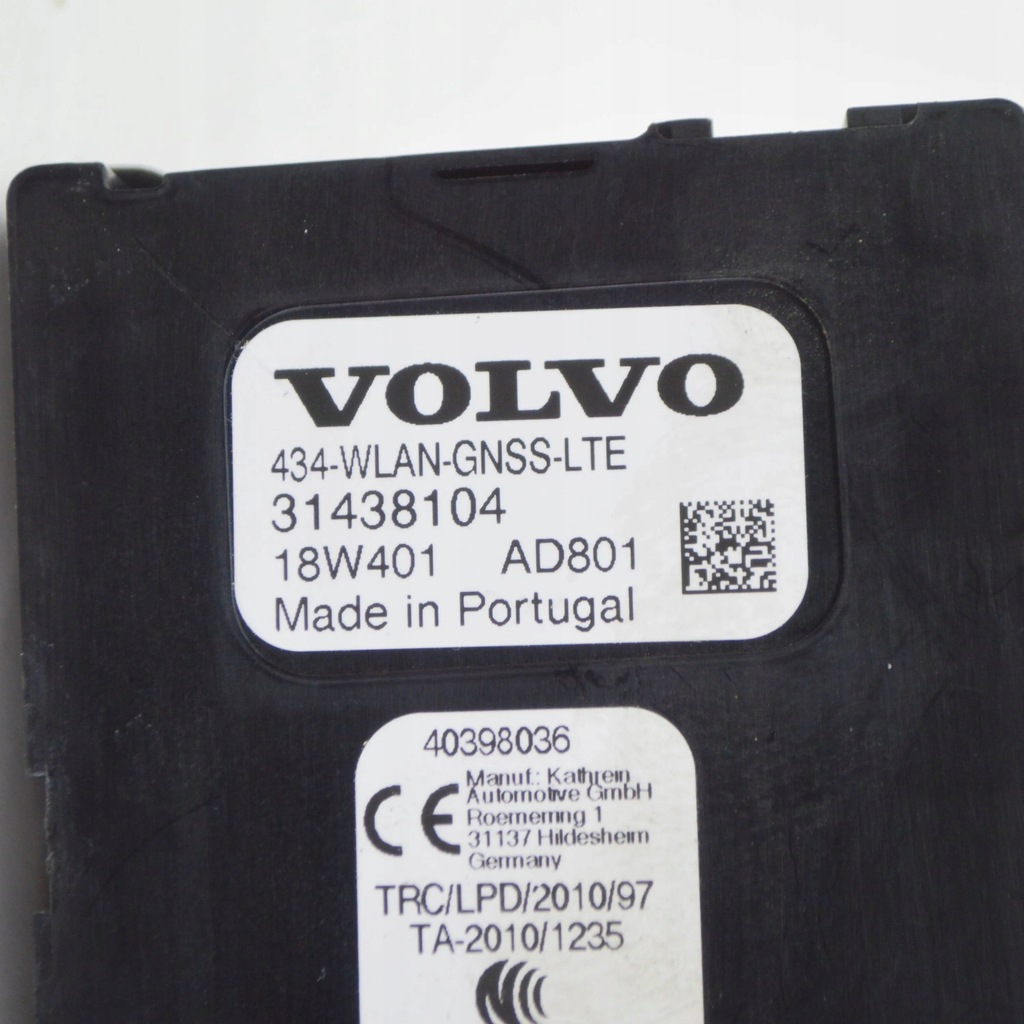 VOLVO
434-WLAN-GNSS-LTE
31438104
18W401 AD801
Made in Portugal
40398036
CE Manuf.: Kathrein
Automotive GmbH
Roemerring 1
31137 Hildesheim
Germany
TRC/LPD/2010/97
TA-2010/1235